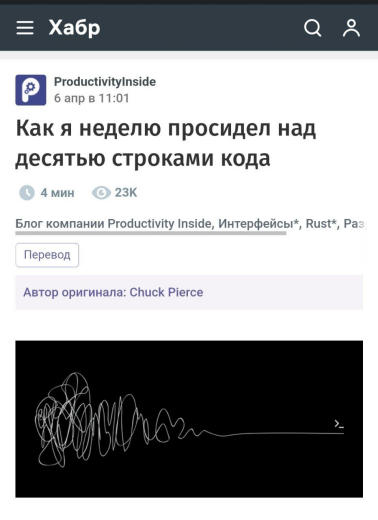 Хабр
ProductivityInside
6 апр в 11:01
Как я неделю просидел над
десятью строками кода
4 мин 23K
Блог компании Productivity Inside, Интерфейсы*, Rust*, Раз
Перевод
Автор оригинала: Chuck Pierce
>_